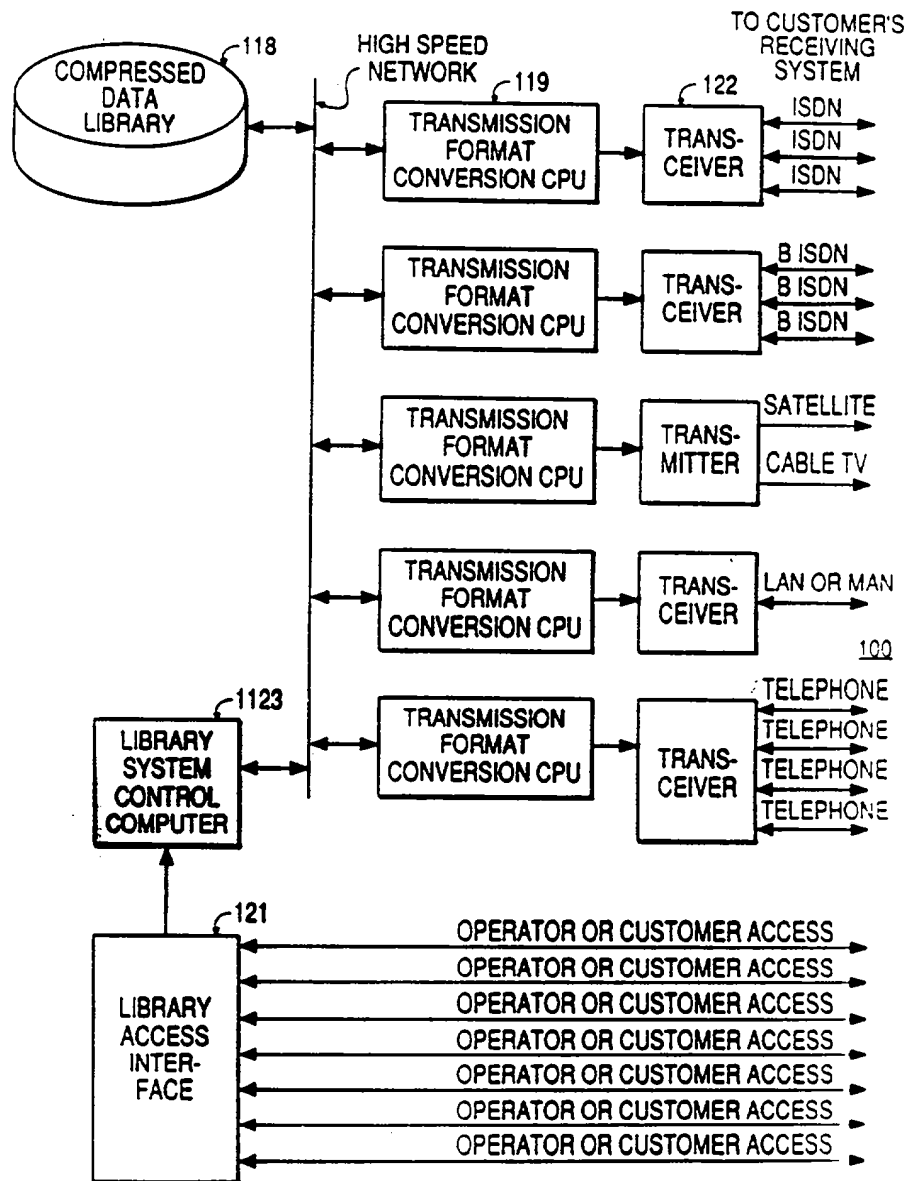 118
COMPRESSED
DATA
LIBRARY
HIGH SPEED
NETWORK
TO CUSTOMER'S
RECEIVING
SYSTEM
119
TRANSMISSION
FORMAT
CONVERSION CPU
122
TRANS-
CEIVER
ISDN
ISDN
ISDN
TRANSMISSION
FORMAT
CONVERSION CPU
TRANS-
CEIVER
B ISDN
B ISDN
B ISDN
TRANSMISSION
FORMAT
CONVERSION CPU
TRANS-
MITTER
SATELLITE
CABLE TV
TRANSMISSION
FORMAT
CONVERSION CPU
TRANS-
CEIVER
LAN OR MAN
100
TRANSMISSION
FORMAT
CONVERSION CPU
TRANS-
CEIVER
TELEPHONE
TELEPHONE
TELEPHONE
TELEPHONE
1123
LIBRARY
SYSTEM
CONTROL
COMPUTER
121
LIBRARY
ACCESS
INTER-
FACE
OPERATOR OR CUSTOMER ACCESS
OPERATOR OR CUSTOMER ACCESS
OPERATOR OR CUSTOMER ACCESS
OPERATOR OR CUSTOMER ACCESS
OPERATOR OR CUSTOMER ACCESS
OPERATOR OR CUSTOMER ACCESS
OPERATOR OR CUSTOMER ACCESS